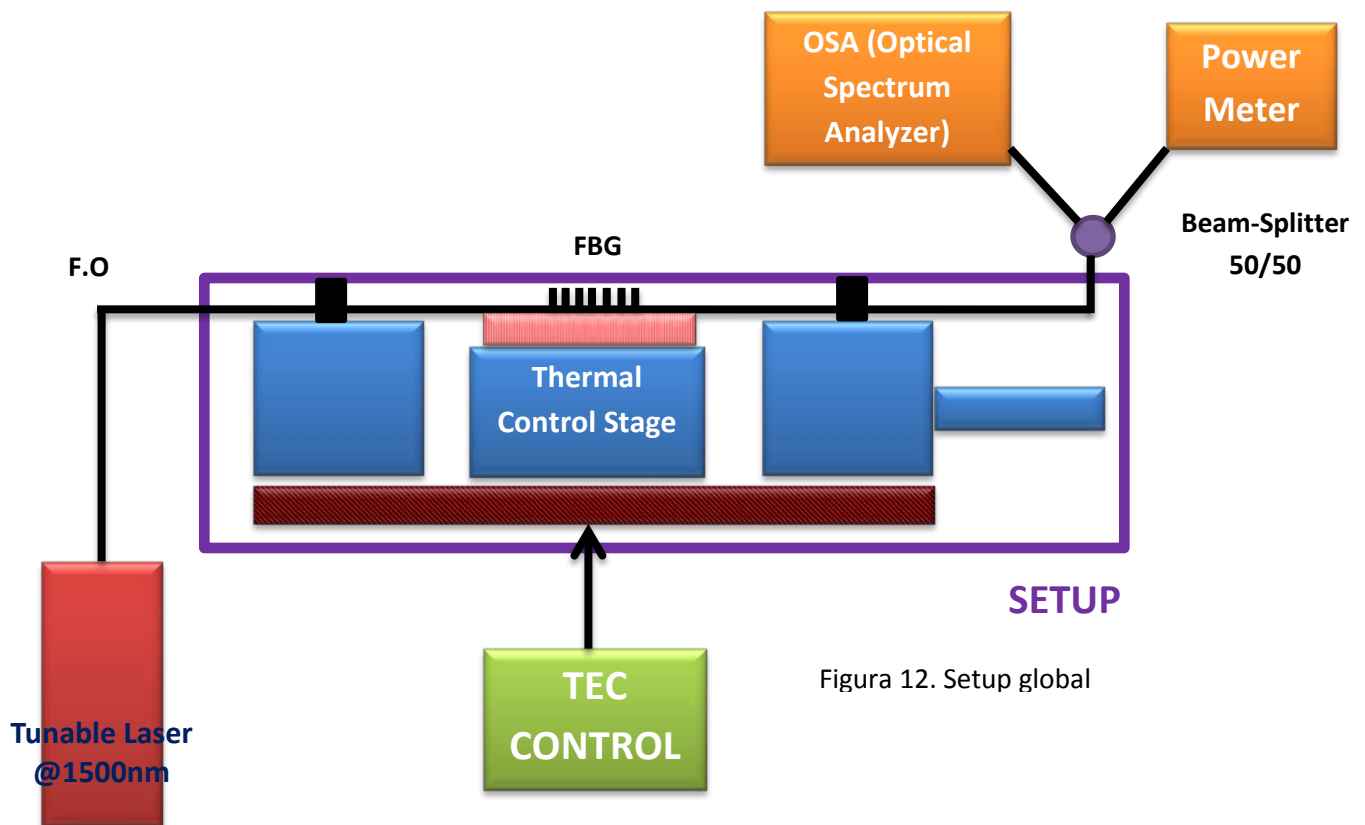 OSA (Optical
Spectrum
Analyzer)
Power
Meter
Beam-Splitter
50/50
FBG
F.O
Thermal
Control Stage
SETUP
TEC
CONTROL
Figura 12. Setup global
Tunable Laser
@1500nm